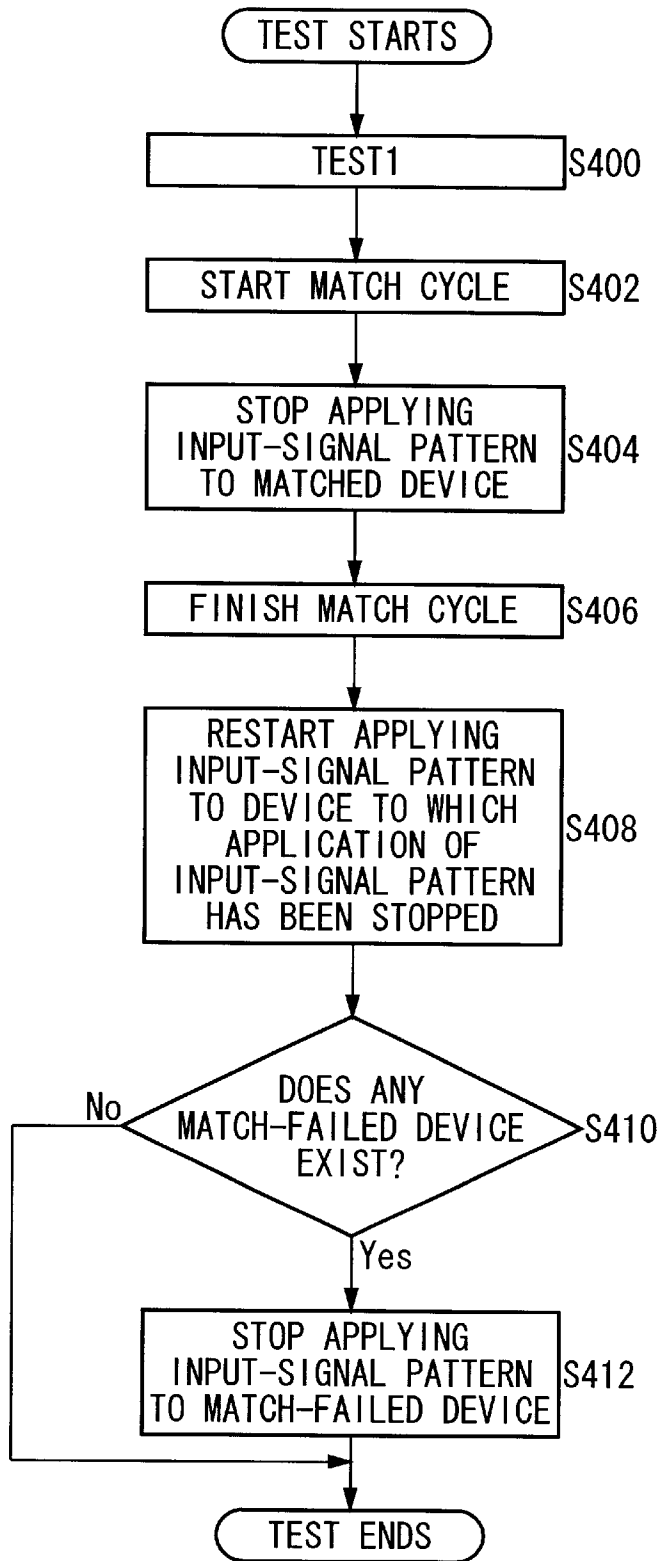 TEST STARTS
TEST1
S400
START MATCH CYCLE
S402
STOP APPLYING
INPUT-SIGNAL PATTERN
TO MATCHED DEVICE
S404
FINISH MATCH CYCLE
S406
RESTART APPLYING
INPUT-SIGNAL PATTERN
TO DEVICE TO WHICH
APPLICATION OF
INPUT-SIGNAL PATTERN
HAS BEEN STOPPED
S408
DOES ANY
MATCH-FAILED DEVICE
EXIST?
S410
No
Yes
STOP APPLYING
INPUT-SIGNAL PATTERN
TO MATCH-FAILED DEVICE
S412
TEST ENDS